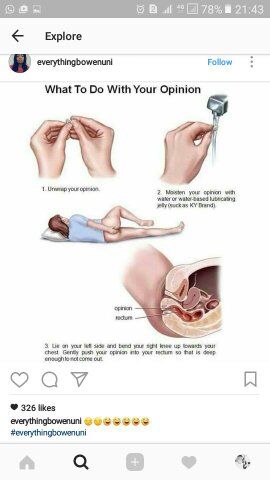 78% 21:43
Explore
everythingbowenuni
Follow
What To Do With Your Opinion
1. Unwrap your opinion.
2. Moisten your opinion with
water or water-based lubricating
jelly (suck as KY Brand).
opinion
rectum
3. Lie on your left side and bend your right knee up towards your
chest. Gently push your opinion into your rectum so that is deep
enough to not come out.
326 likes
everythingbowenuni 😏😏😂😂😂😂😂
#everythingbowenuni